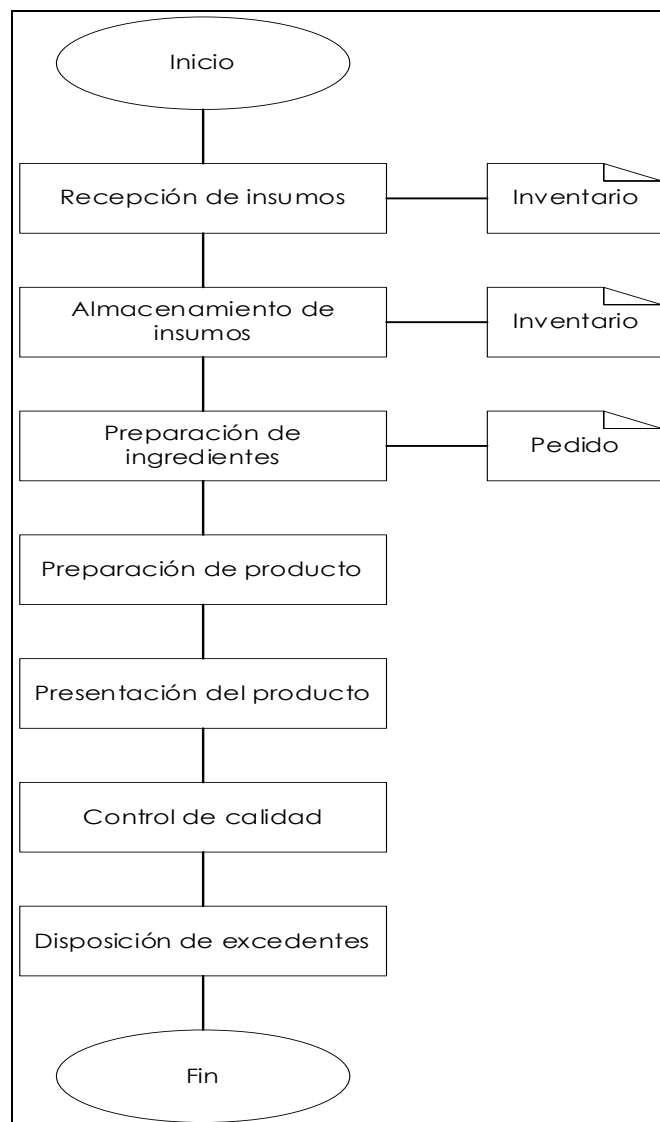 Inicio
Recepción de insumos
Inventario
Almacenamiento de
insumos
Inventario
Preparación de
ingredientes
Pedido
Preparación de producto
Presentación del producto
Control de calidad
Disposición de excedentes
Fin